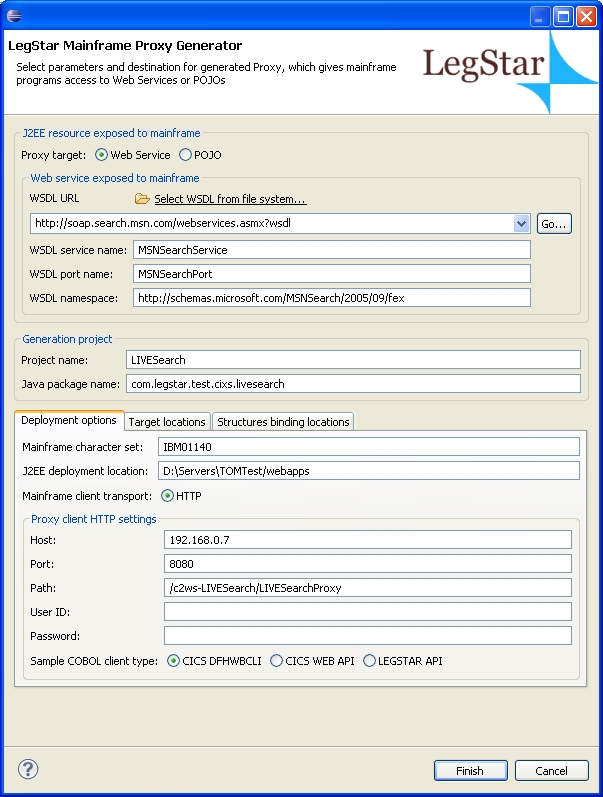 LegStar Mainframe Proxy Generator
Select parameters and destination for generated Proxy, which gives mainframe
programs access to Web Services or POJOs
LegStar
J2EE resource exposed to mainframe
Proxy target: Web Service POJO
Web service exposed to mainframe
WSDL URL Select WSDL from file system...
http://soap.search.msn.com/webservices.asmx?wsdl Go...
WSDL service name: MSNSearchService
WSDL port name: MSNSearchPort
WSDL namespace: http://schemas.microsoft.com/MSNSearch/2005/09/fex
Generation project
Project name: LIVESearch
Java package name: com.legstar.test.cixs.livesearch
Deployment options Target locations Structures binding locations
Mainframe character set: IBM01140
J2EE deployment location: D:\Servers\TOMTest/webapps
Mainframe client transport: HTTP
Proxy client HTTP settings
Host: 192.168.0.7
Port: 8080
Path: /c2ws-LIVESearch/LIVESearchProxy
User ID:
Password:
Sample COBOL client type: CICS DFHWBCLI CICS WEB API LEGSTAR API
? Finish Cancel